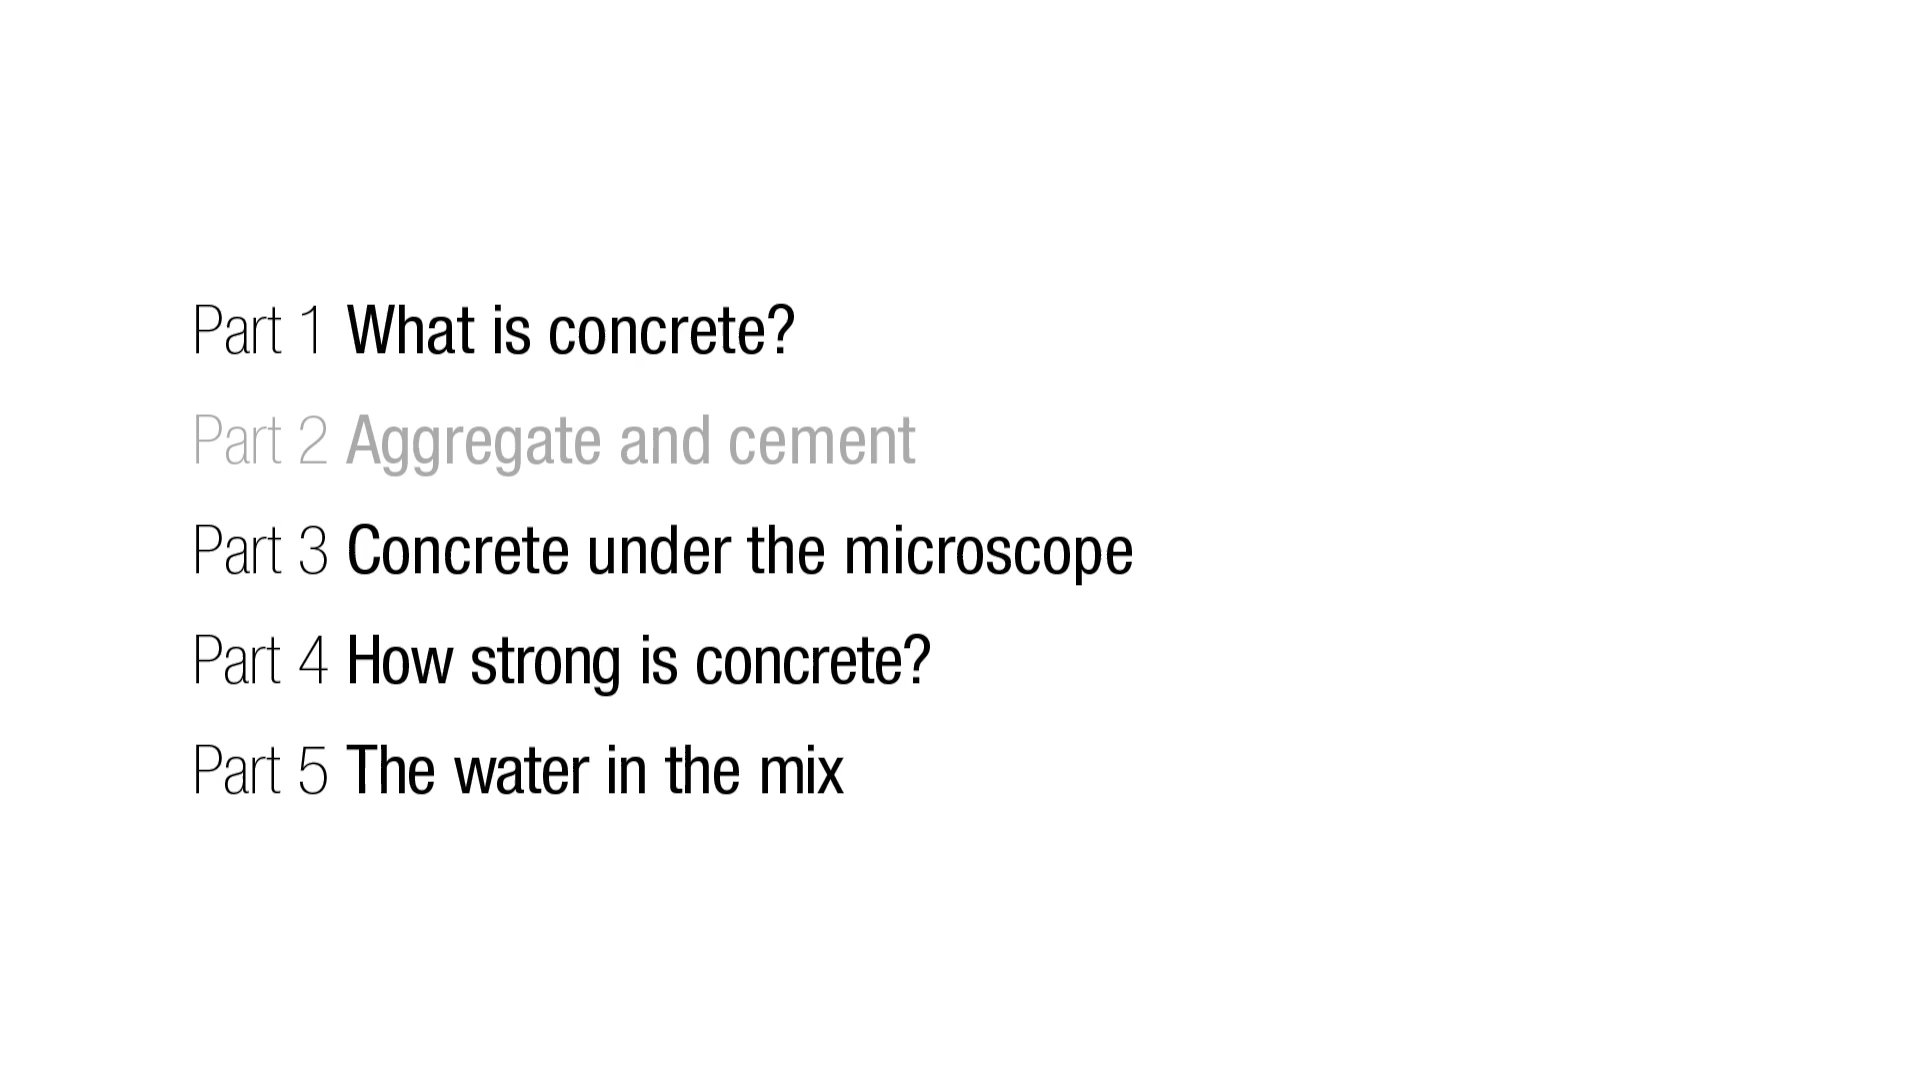 Part 1 What is concrete?
Part 2 Aggregate and cement
Part 3 Concrete under the microscope
Part 4 How strong is concrete?
Part 5 The water in the mix